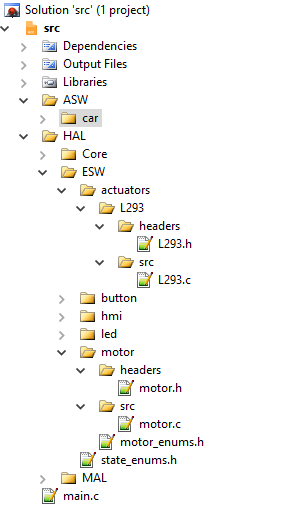 Solution 'src' (1 project)
src
Dependencies
Output Files
Libraries
ASW
car
HAL
Core
ESW
actuators
L293
headers
L293.h
src
L293.c
button
hmi
led
motor
headers
motor.h
src
motor.c
motor_enums.h
state_enums.h
MAL
main.c